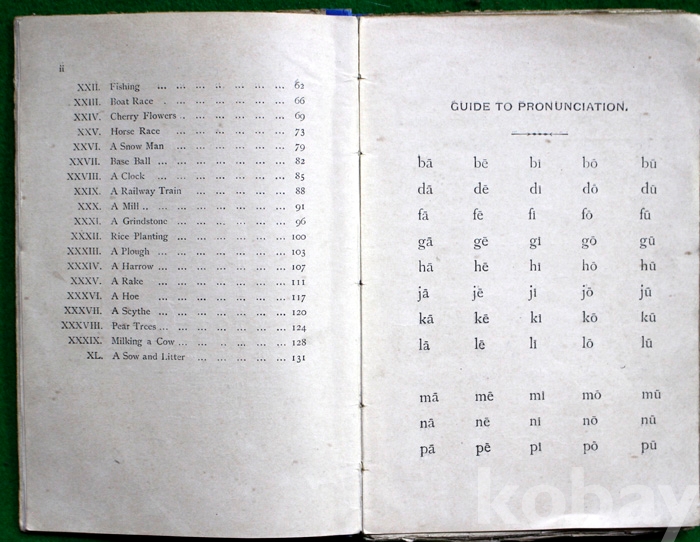 ii
XXII. Fishing ... ... ... ... ... ... ... 62
XXIII. Boat Race . ... ... ... ... ... ... 66
XXIV. Cherry Flowers .. ... ... ... ... ... 69
XXV. Horse Race ... ... ... ... ... ... 73
XXVI. A Snow Man ... ... ... ... ... ... 79
XXVII. Base Ball ... ... ... ... ... ... ... 82
XXVIII. A Clock ... ... ... ... ... ... ... 85
XXIX. A Railway Train ... ... ... ... ... 88
XXX. A Mill .. ... ... ... ... ... ... ... 91
XXXI. A Grindstone ... ... ... ... ... ... 96
XXXII. Rice Planting ... ... ... ... ... ... 100
XXXIII. A Plough ... ... ... ... ... ... ... 103
XXXIV. A Harrow ... ... ... ... ... ... ... 107
XXXV. A Rake ... ... ... ... ... ... ... 111
XXXVI. A Hoe ... ... ... ... ... ... ... 117
XXXVII. A Scythe ... ... ... ... ... ... ... 120
XXXVIII. Pear Trees ... ... ... ... ... ... ... 124
XXXIX. Milking a Cow ... ... ... ... ... ... 128
XL. A Sow and Litter ... ... ... ... ... 131
GUIDE TO PRONUNCIATION.
bā bē bī bō bū
dā dē dī dō dū
fā fē fī fō fū
gā gē gī gō gū
hā hē hī hō hū
jā jē jī jō jū
kā kē kī kō kū
lā lē lī lō lū
mā mē mī mō mū
nā nē nī nō nū
pā pē pī pō pū
kobay